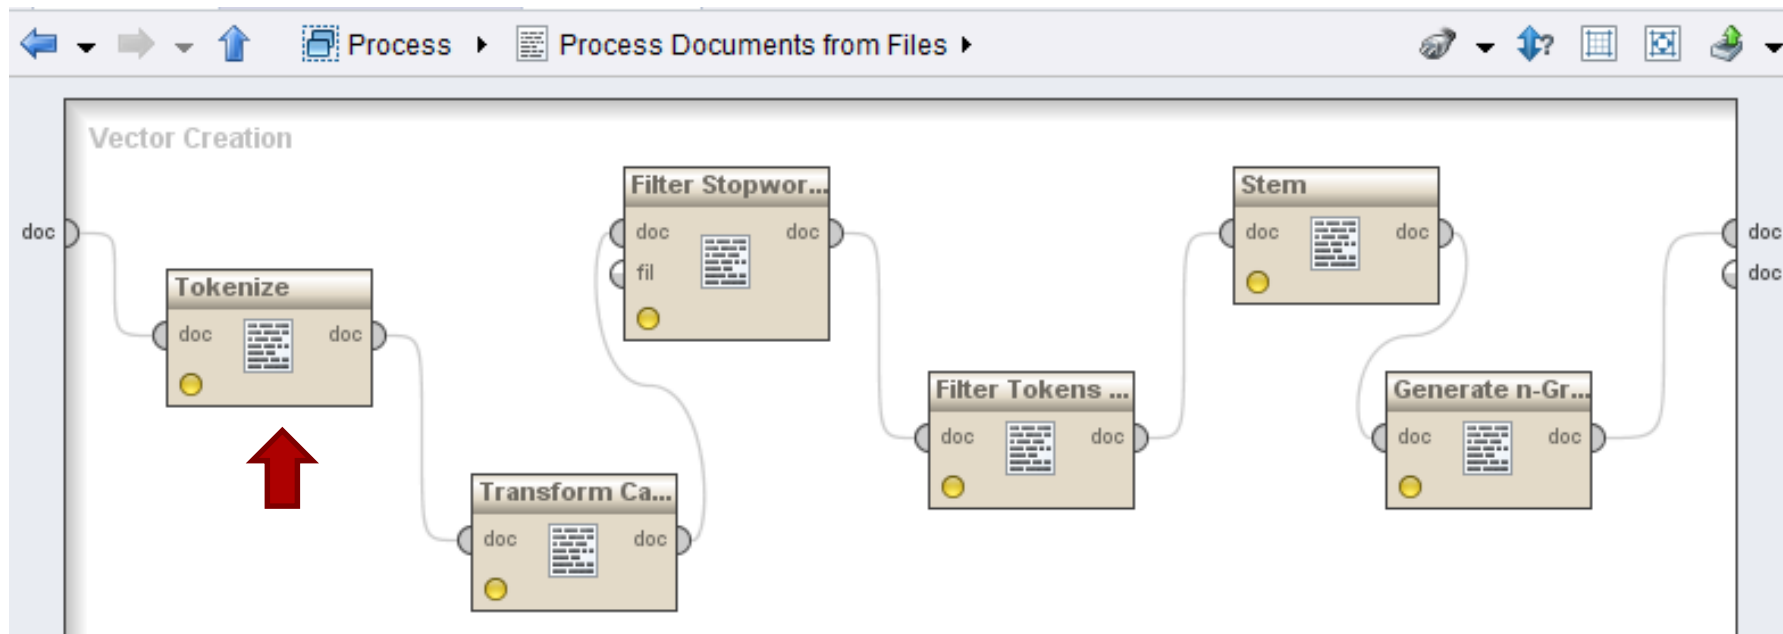 Process
Process Documents from Files
Vector Creation
doc
Tokenize
doc doc
Transform Ca...
doc doc
Filter Stopwor...
doc doc
fil
Filter Tokens ...
doc doc
Stem
doc doc
Generate n-Gr...
doc doc
doc
doc